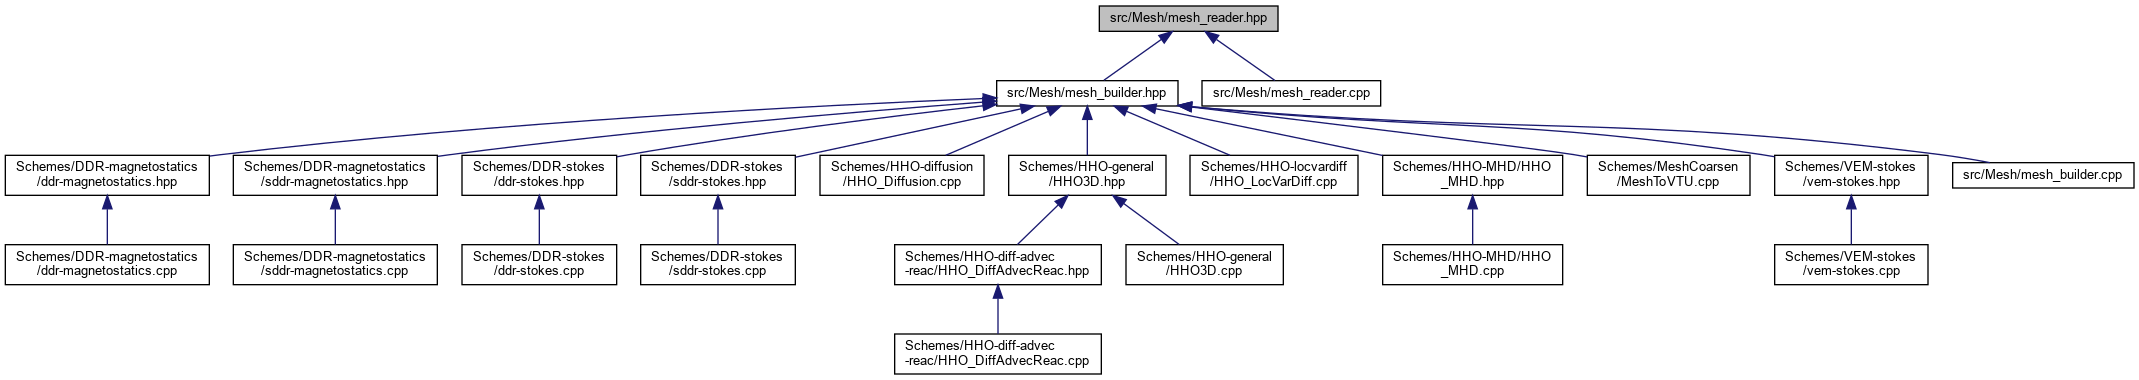 src/Mesh/mesh_reader.hpp
src/Mesh/mesh_builder.hpp
src/Mesh/mesh_reader.cpp
Schemes/DDR-magnetostatics
/ddr-magnetostatics.hpp
Schemes/DDR-magnetostatics
/sddr-magnetostatics.hpp
Schemes/DDR-stokes
/ddr-stokes.hpp
Schemes/DDR-stokes
/sddr-stokes.hpp
Schemes/HHO-diffusion
/HHO_Diffusion.cpp
Schemes/HHO-general
/HHO3D.hpp
Schemes/HHO-locvardiff
/HHO_LocVarDiff.cpp
Schemes/HHO-MHD/HHO
_MHD.hpp
Schemes/MeshCoarsen
/MeshToVTU.cpp
Schemes/VEM-stokes
/vem-stokes.hpp
src/Mesh/mesh_builder.cpp
Schemes/DDR-magnetostatics
/ddr-magnetostatics.cpp
Schemes/DDR-magnetostatics
/sddr-magnetostatics.cpp
Schemes/DDR-stokes
/ddr-stokes.cpp
Schemes/DDR-stokes
/sddr-stokes.cpp
Schemes/HHO-diff-advec
-reac/HHO_DiffAdvecReac.hpp
Schemes/HHO-general
/HHO3D.cpp
Schemes/HHO-MHD/HHO
_MHD.cpp
Schemes/VEM-stokes
/vem-stokes.cpp
Schemes/HHO-diff-advec
-reac/HHO_DiffAdvecReac.cpp